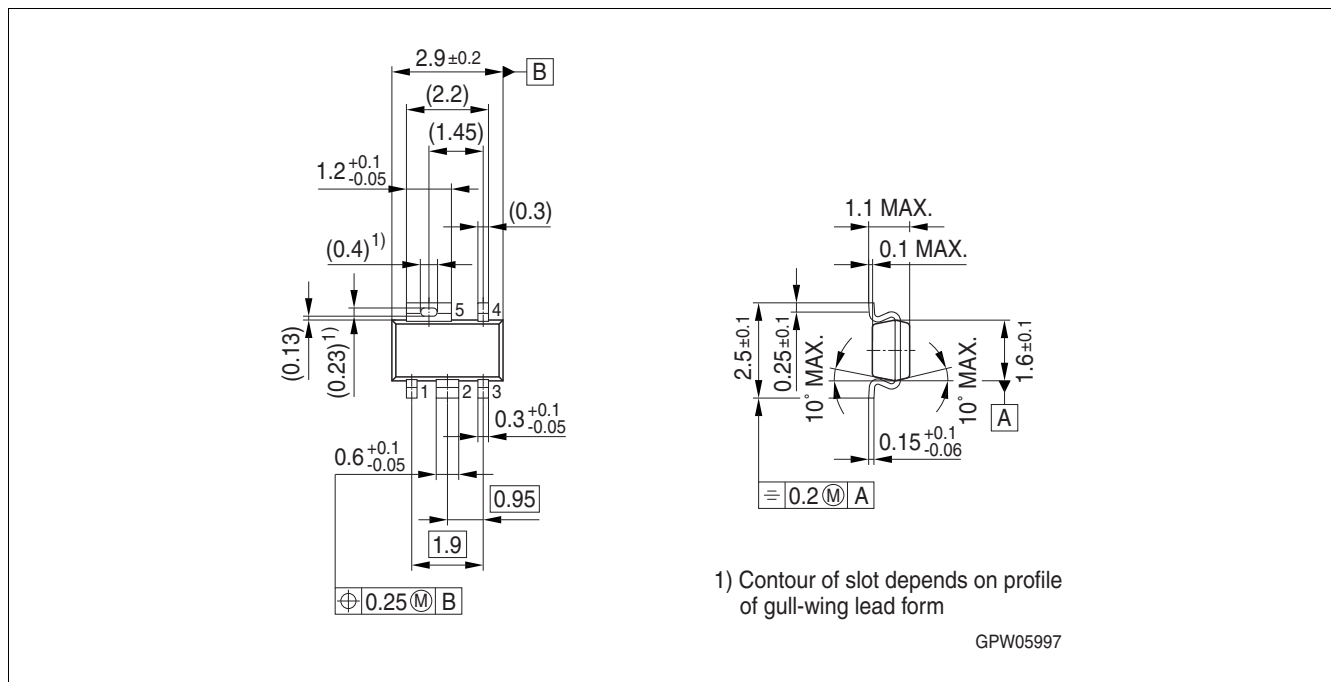 2.9±0.2
B
(2.2)
(1.45)
1.2 +0.1 -0.05
(0.3)
(0.4)1)
5
4
(0.13)
(0.23)1)
1
2
3
0.3 +0.1 -0.05
0.6 +0.1 -0.05
0.95
1.9
⌖ 0.25 Ⓜ B
1.1 MAX.
0.1 MAX.
2.5±0.1
0.25±0.1
10° MAX.
10° MAX.
1.6±0.1
A
0.15 +0.1 -0.06
⌯ 0.2 Ⓜ A
1) Contour of slot depends on profile
of gull-wing lead form
GPW05997